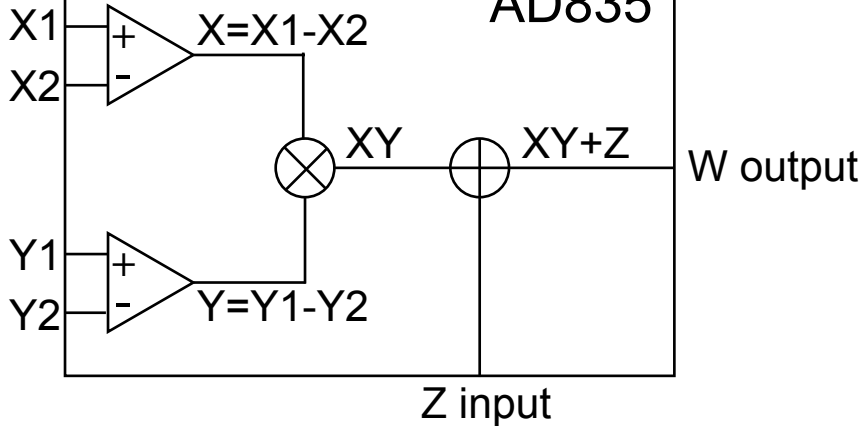 AD835
X1
+
X=X1-X2
X2
-
XY
XY+Z
W output
Y1
+
Y2
-
Y=Y1-Y2
Z input